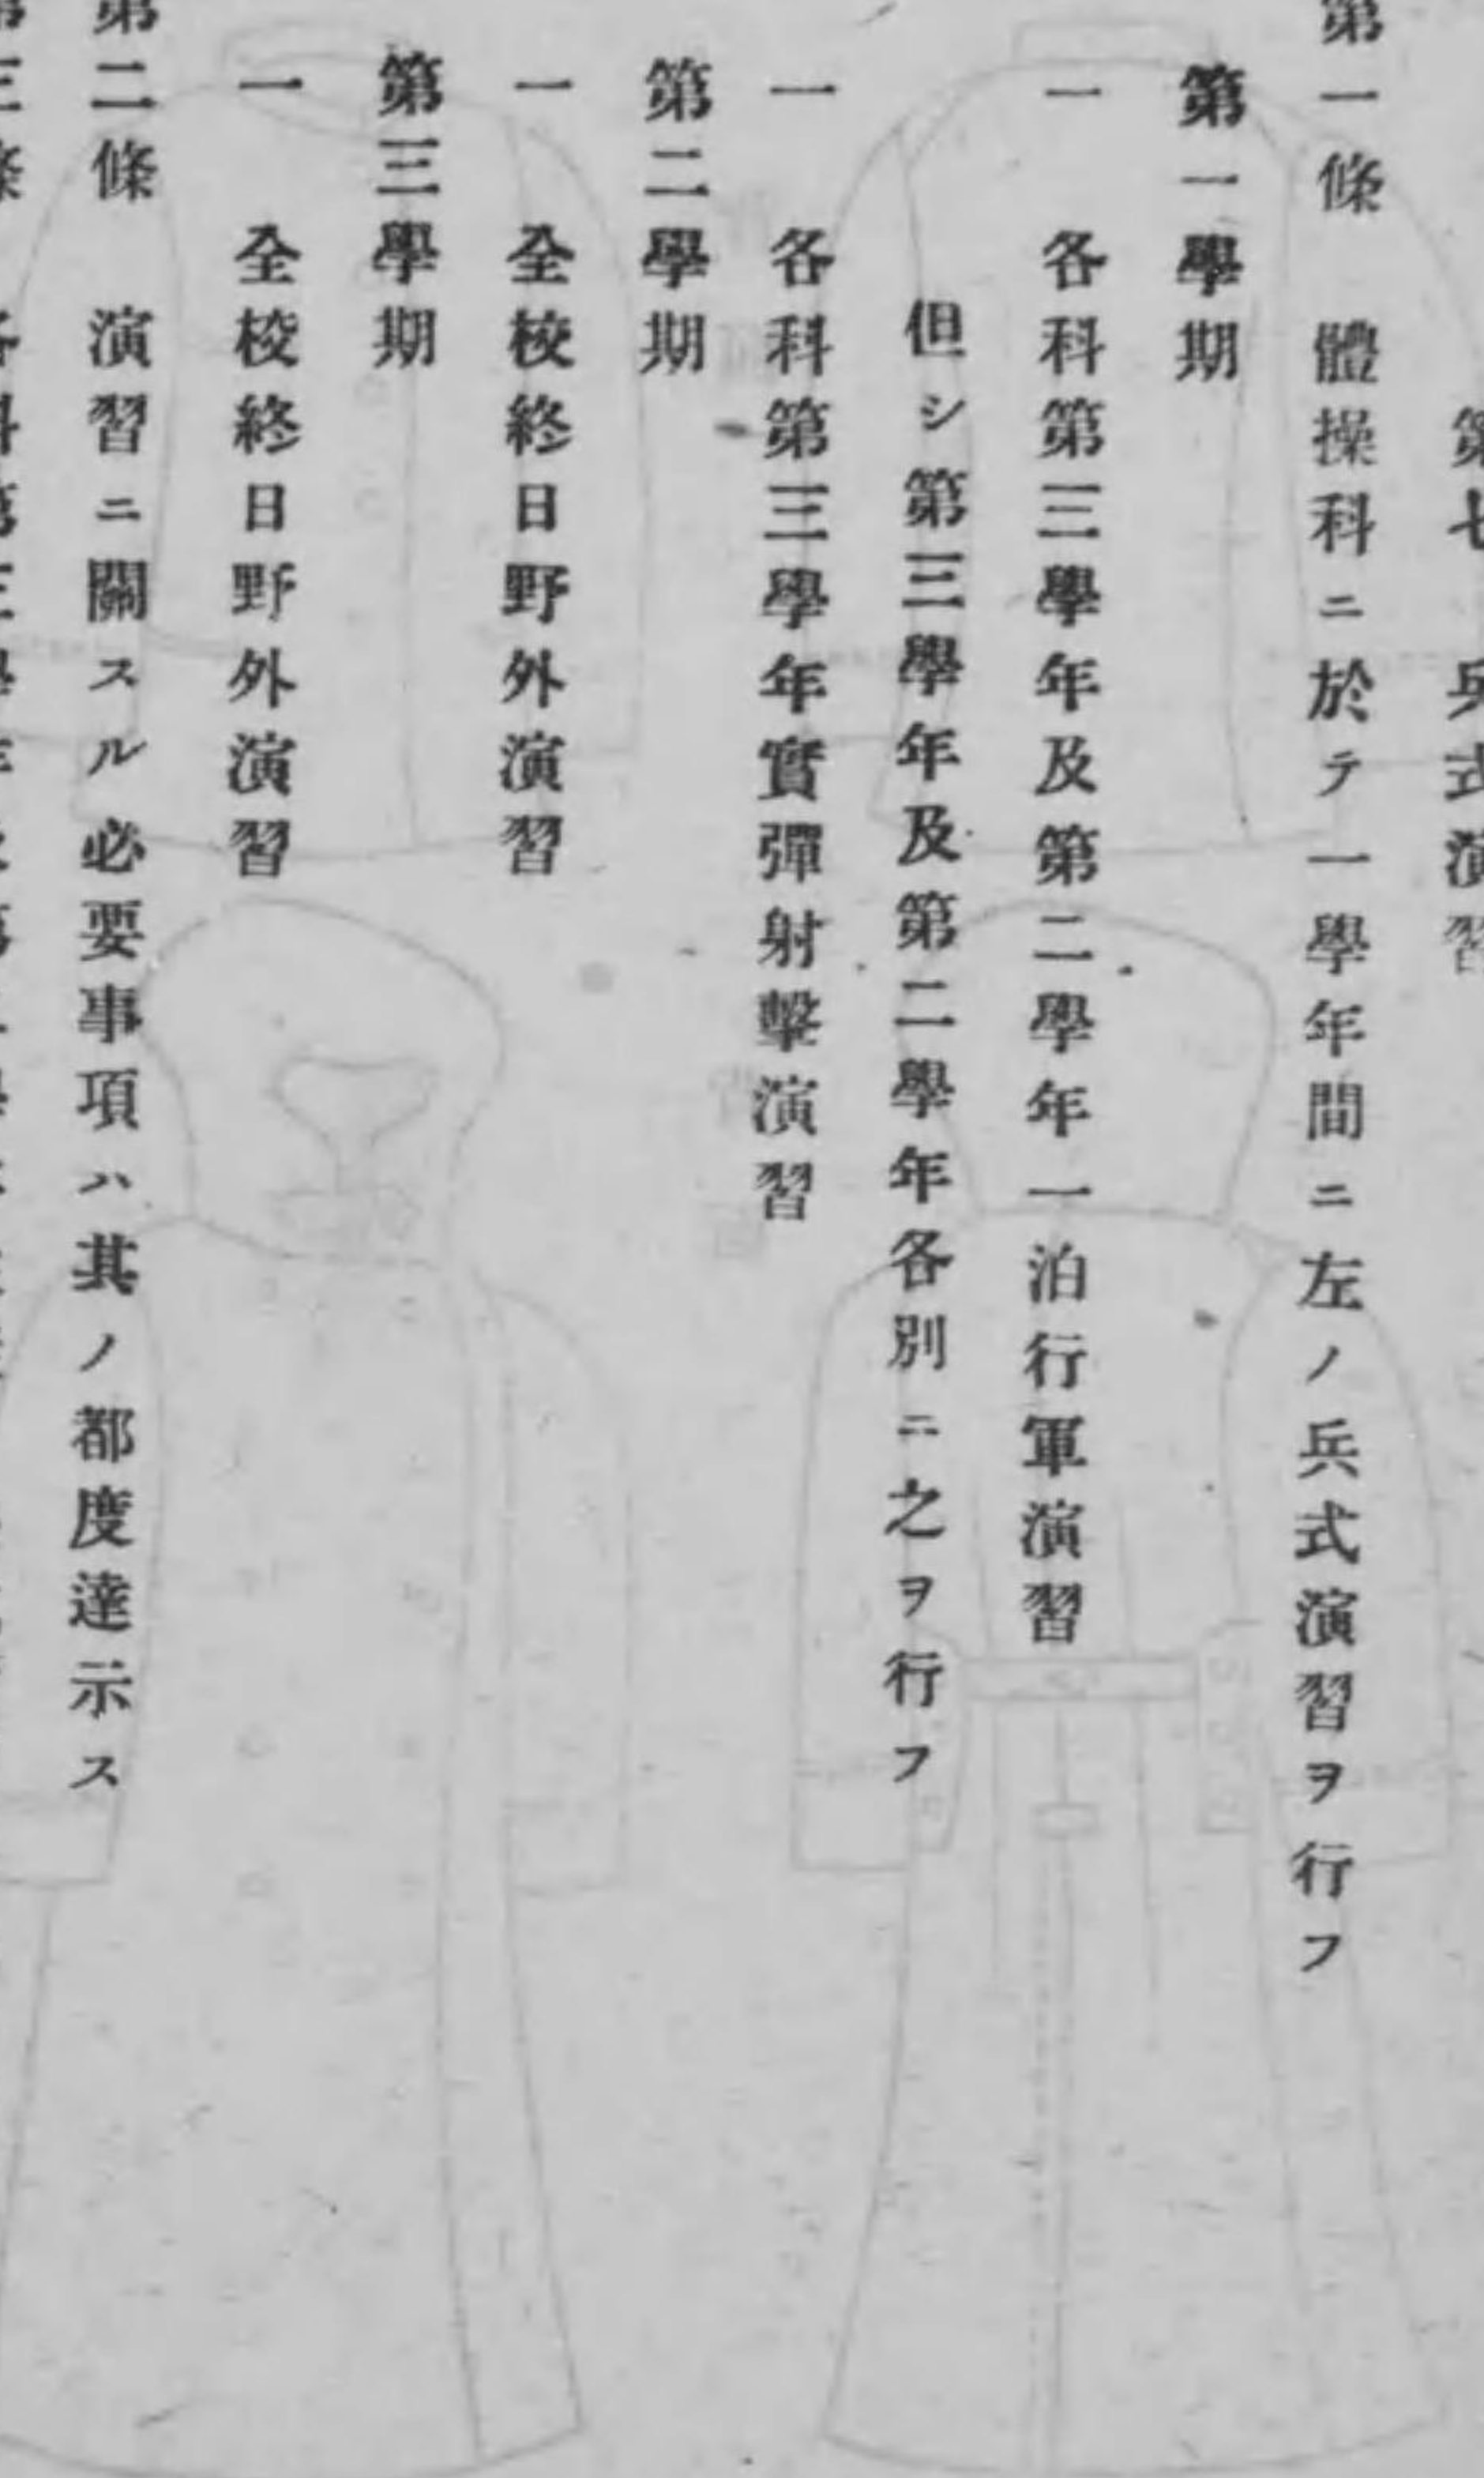 第七 兵式演習
第一條 體操科ニ於テ一學年間ニ左ノ兵式演習ヲ行フ
第一學期
一 各科第三學年及第二學年一泊行軍演習
但シ第三學年及第二學年各別ニ之ヲ行フ
一 各科第三學年實彈射擊演習
第二學期
一 全校終日野外演習
第三學期
一 全校終日野外演習
第二條 演習ニ關スル必要事項ハ其ノ都度達示ス